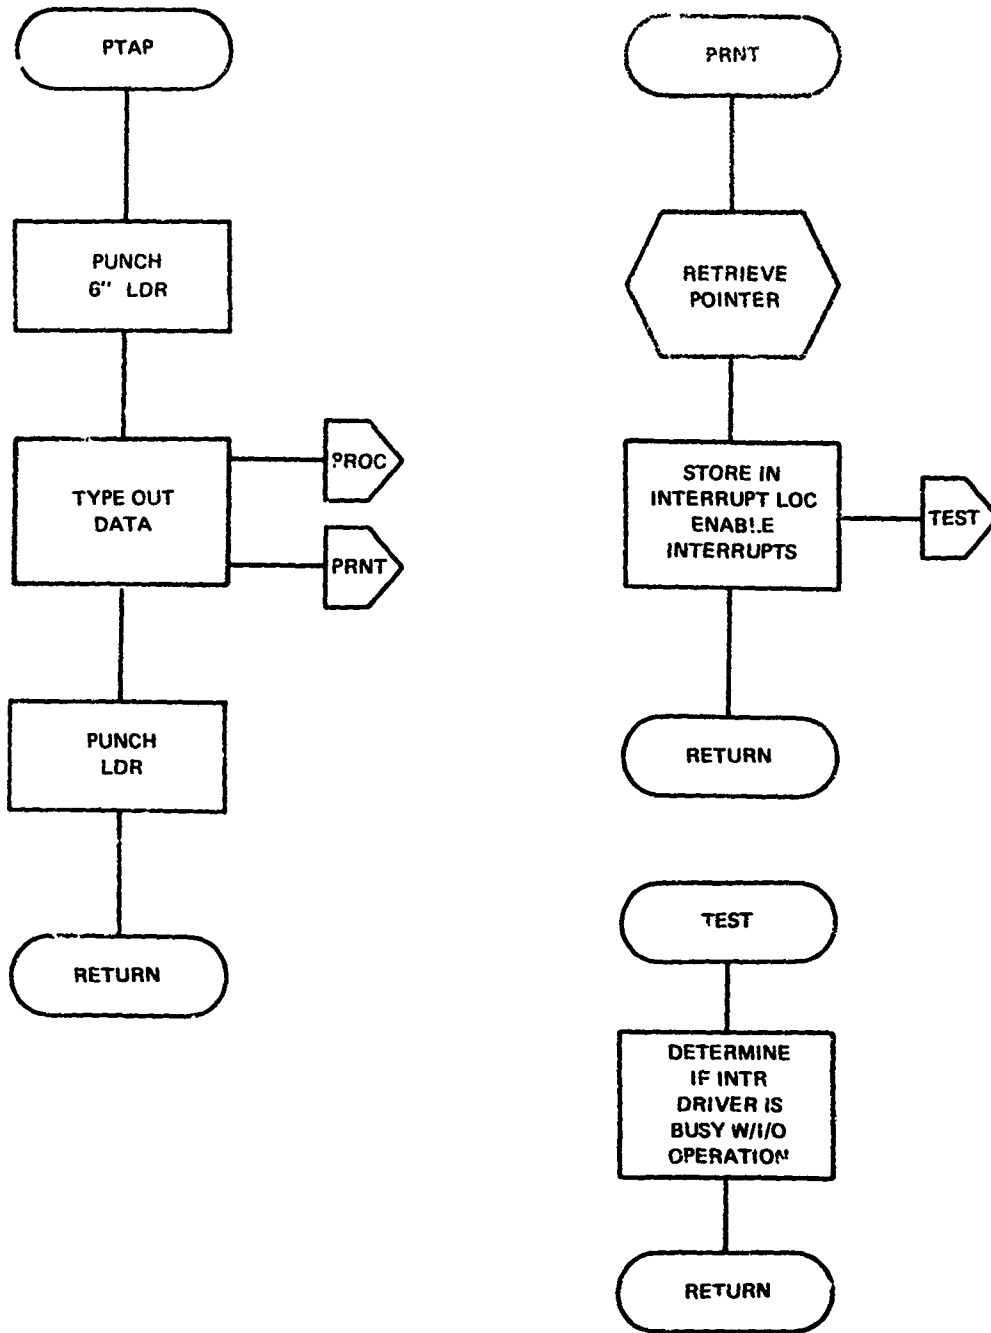 PTAP
PUNCH
6" LDR
TYPE OUT
DATA
PROC
PRNT
PUNCH
LDR
RETURN
PRNT
RETRIEVE
POINTER
STORE IN
INTERRUPT LOC
ENABLE
INTERRUPTS
TEST
RETURN
TEST
DETERMINE
IF INTR
DRIVER IS
BUSY W/I/O
OPERATION
RETURN